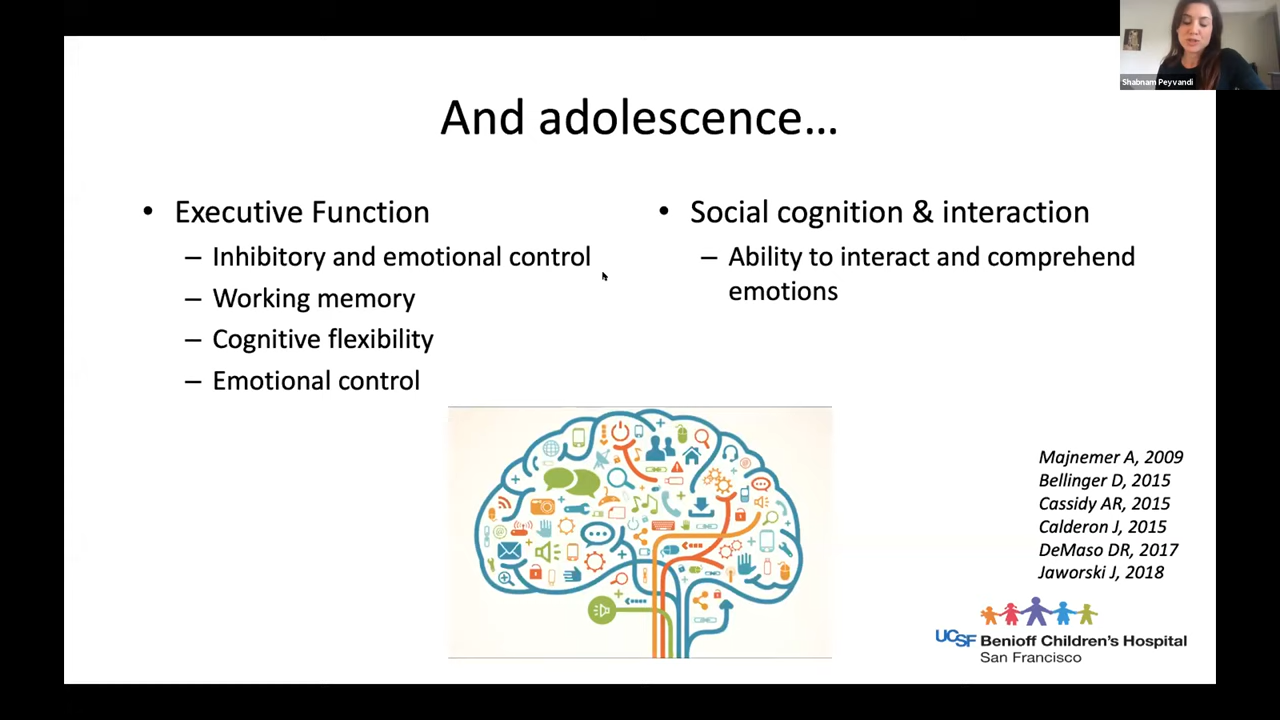 Shabnam Peyvandi
And adolescence…
• Executive Function
– Inhibitory and emotional control
– Working memory
– Cognitive flexibility
– Emotional control
• Social cognition & interaction
– Ability to interact and comprehend
emotions
Majnemer A, 2009
Bellinger D, 2015
Cassidy AR, 2015
Calderon J, 2015
DeMaso DR, 2017
Jaworski J, 2018
UCSF Benioff Children's Hospital
San Francisco